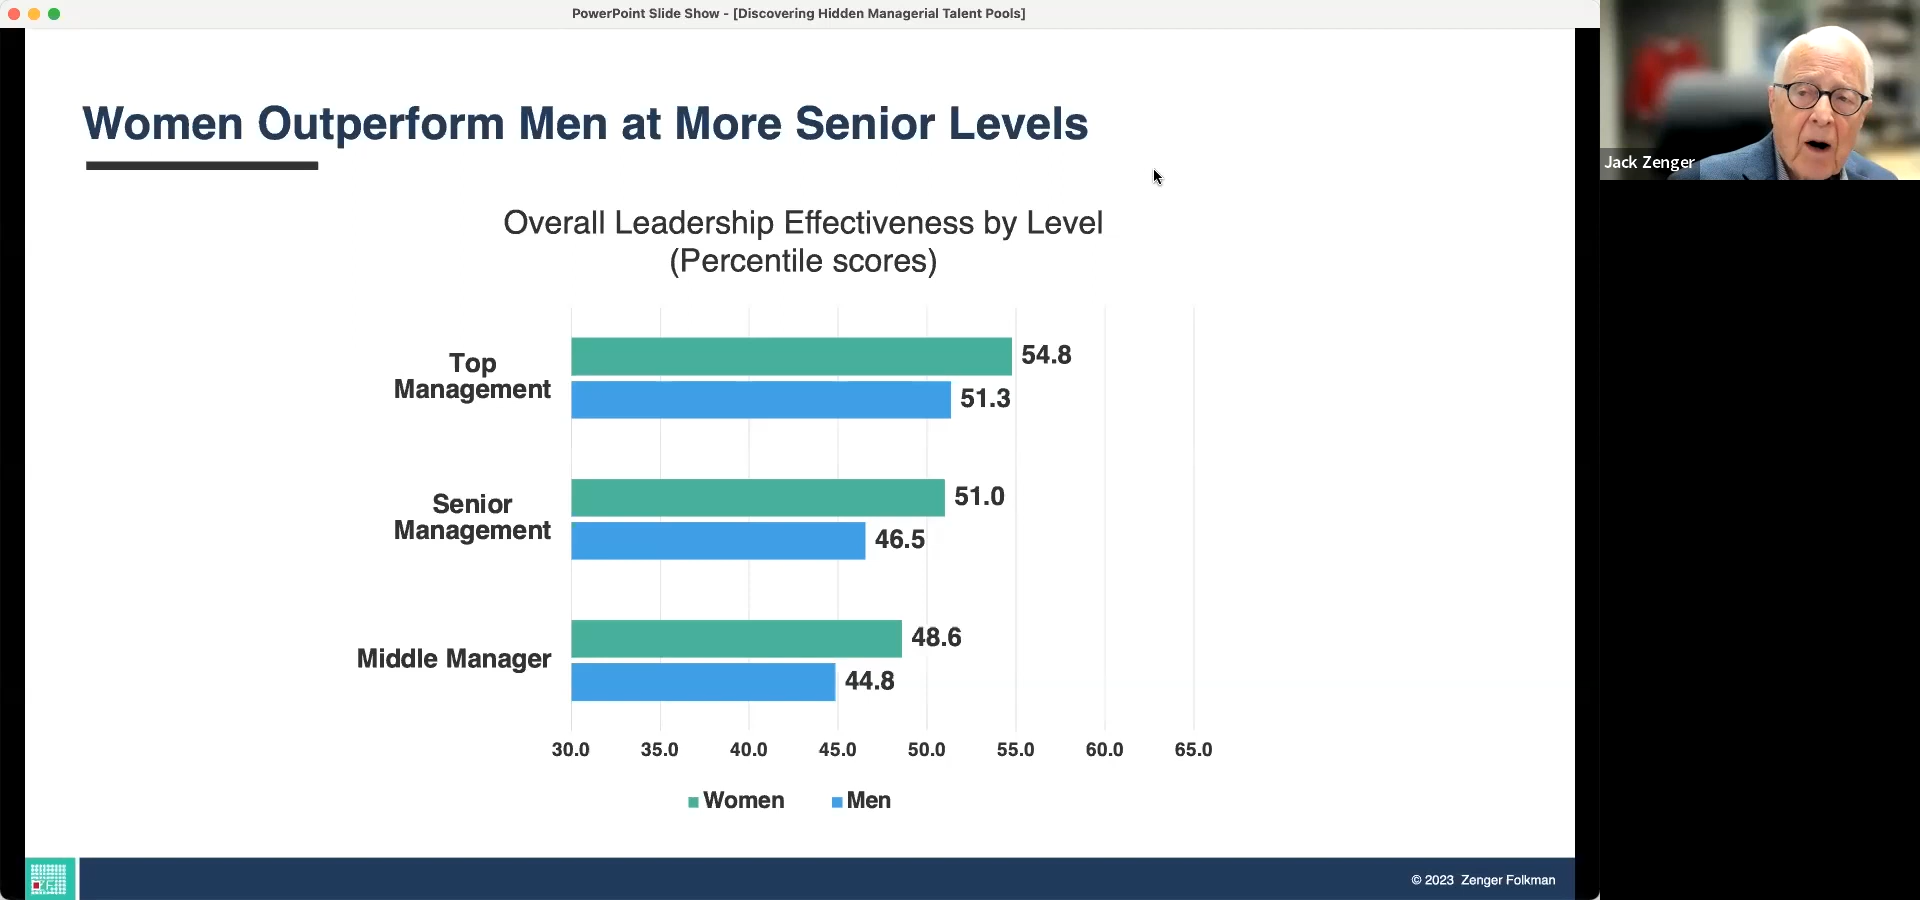 PowerPoint Slide Show - [Discovering Hidden Managerial Talent Pools]
Women Outperform Men at More Senior Levels
Jack Zenger
Overall Leadership Effectiveness by Level
(Percentile scores)
Top
Management
54.8
51.3
Senior
Management
51.0
46.5
Middle Manager
48.6
44.8
30.0 35.0 40.0 45.0 50.0 55.0 60.0 65.0
Women Men
© 2023 Zenger Folkman